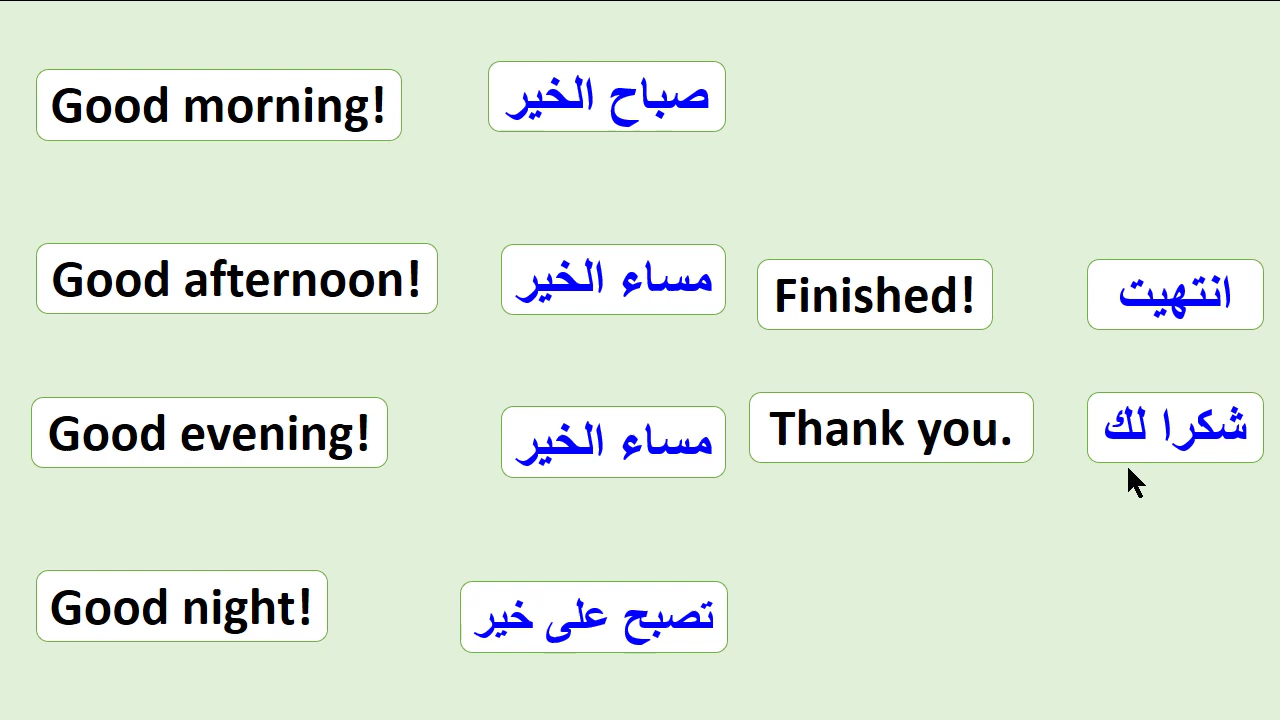 Good morning! صباح الخير
Good afternoon! مساء الخير
Finished! انتهيت
Good evening! مساء الخير
Thank you. شكرا لك
Good night! تصبح على خير